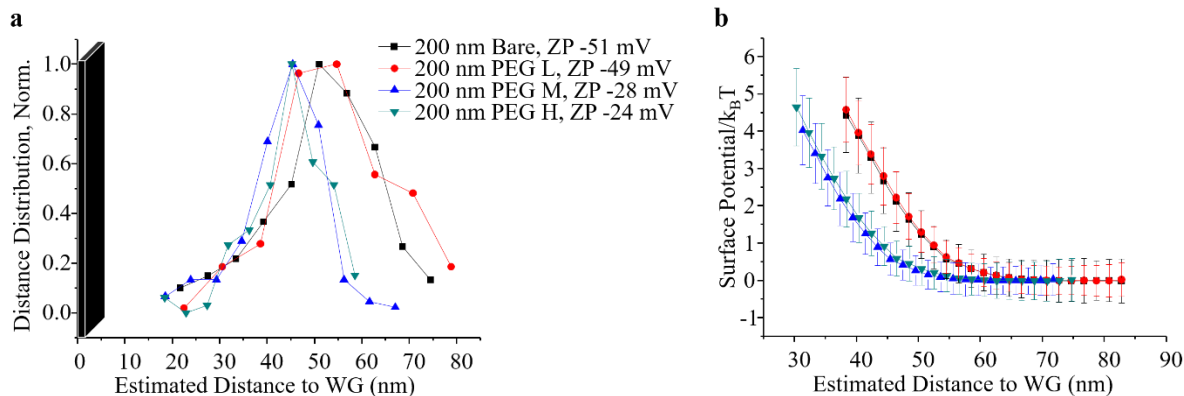 a
Distance Distribution, Norm.
1.0
0.8
0.6
0.4
0.2
0.0
0 10 20 30 40 50 60 70 80
Estimated Distance to WG (nm)
200 nm Bare, ZP -51 mV
200 nm PEG L, ZP -49 mV
200 nm PEG M, ZP -28 mV
200 nm PEG H, ZP -24 mV
b
Surface Potential/k_BT
6
5
4
3
2
1
0
-1
30 40 50 60 70 80 90
Estimated Distance to WG (nm)